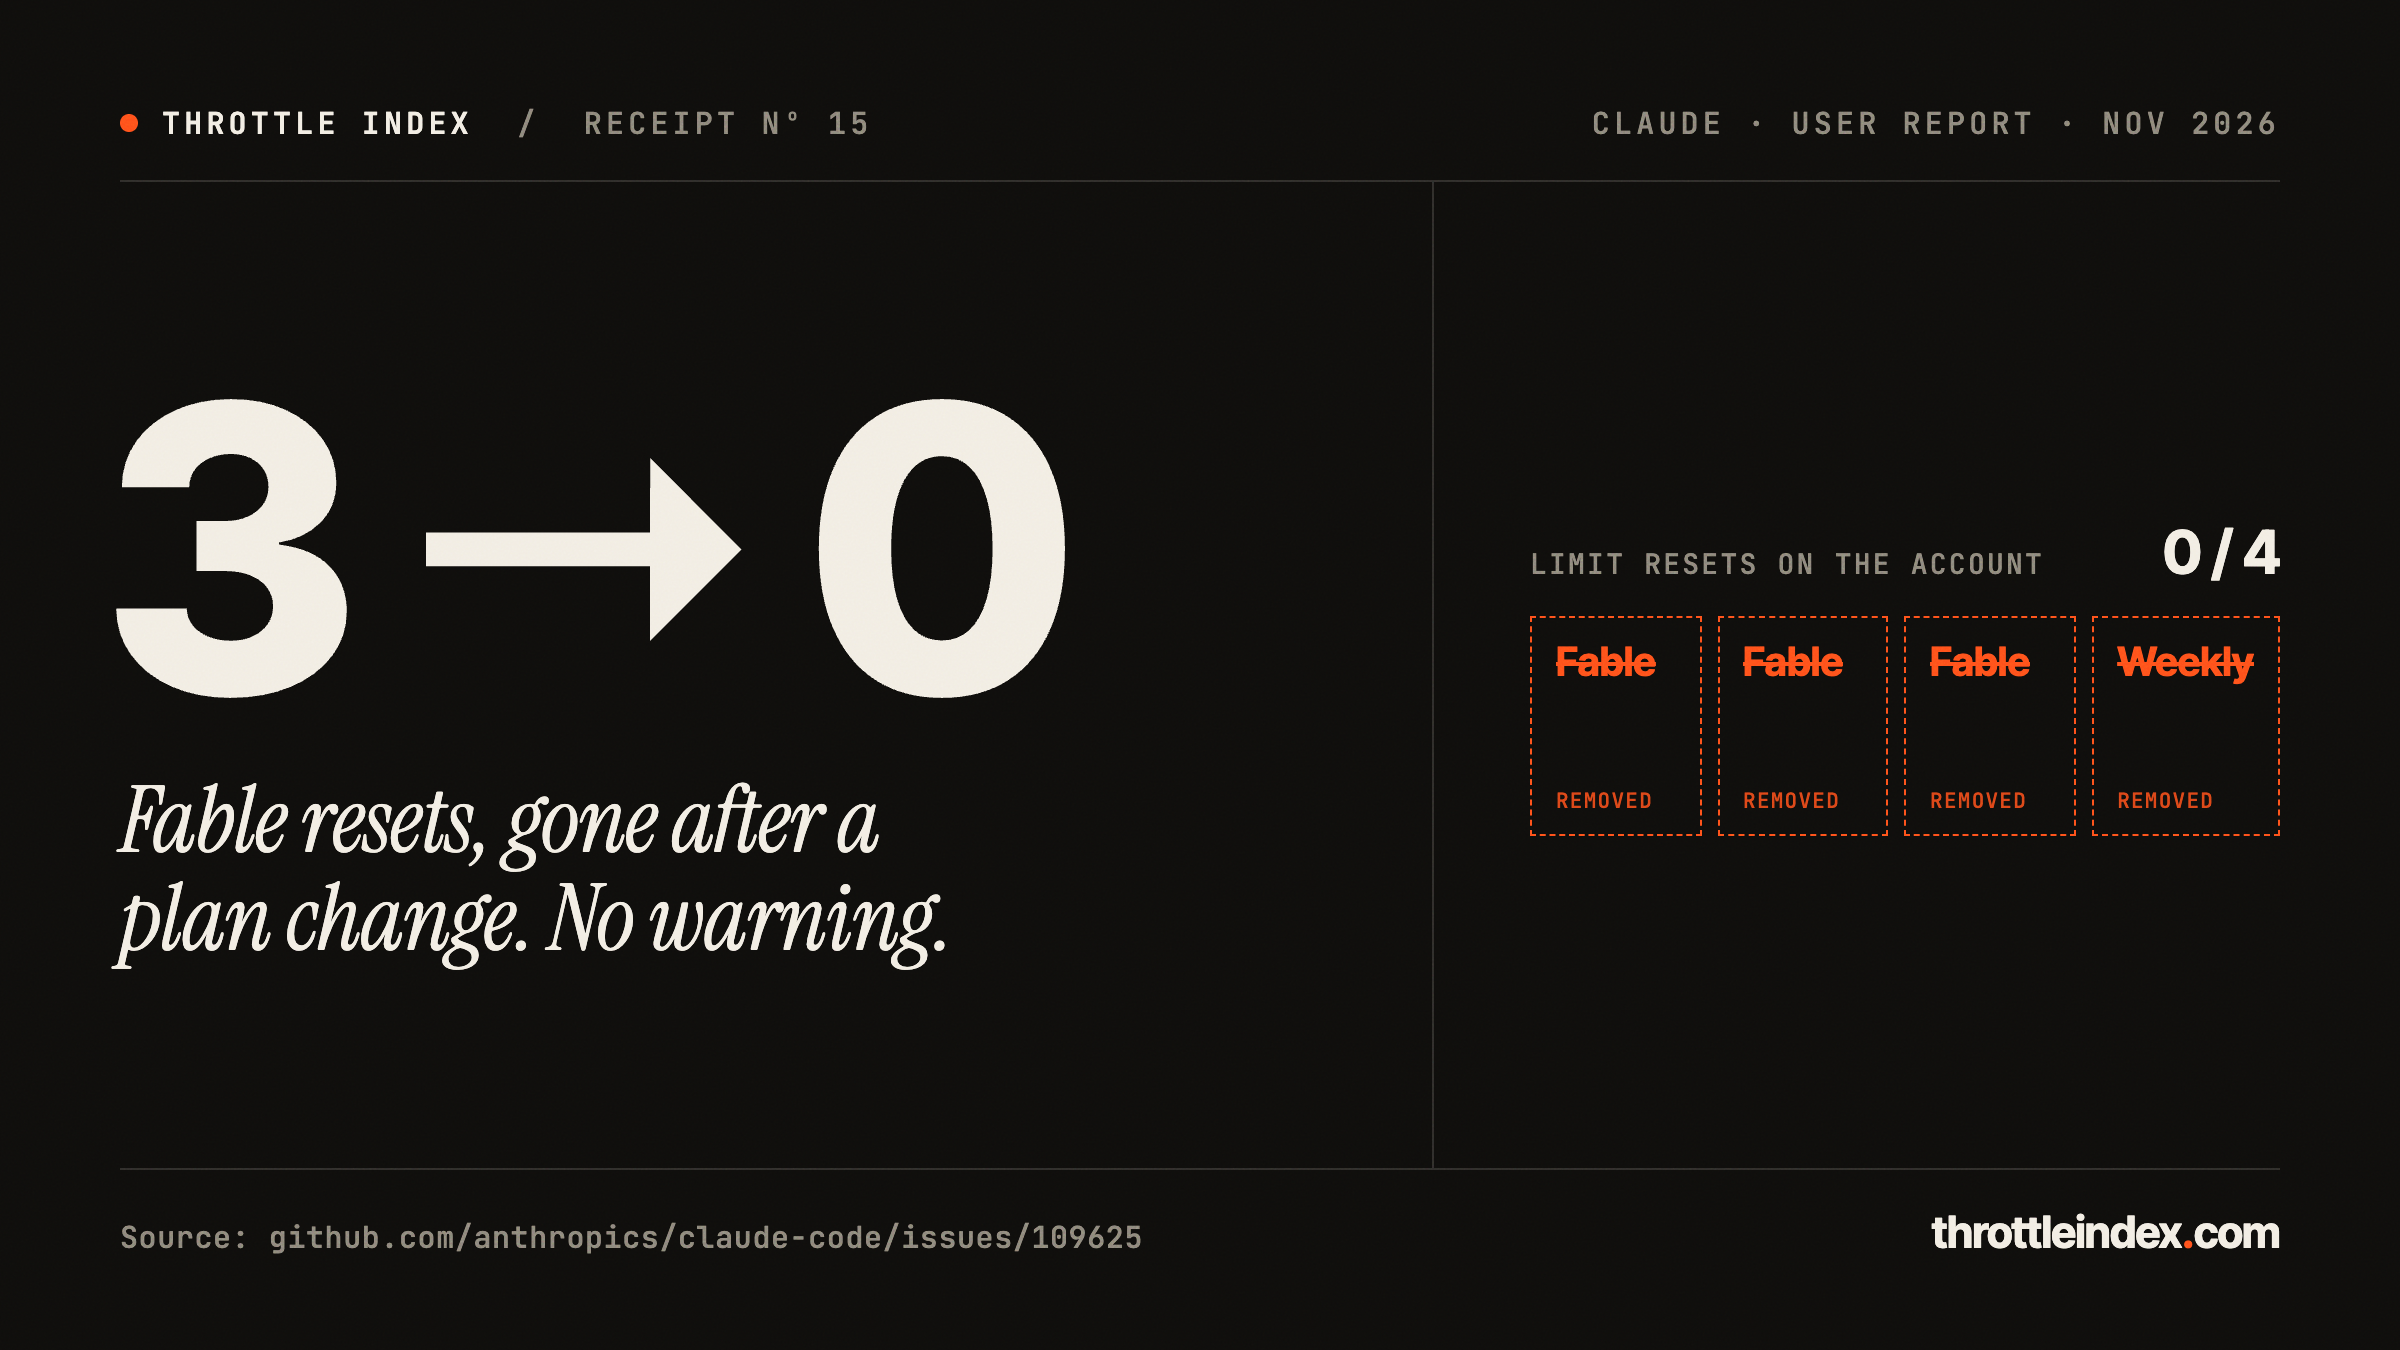 THROTTLE INDEX / RECEIPT N° 15
CLAUDE · USER REPORT · NOV 2026
3→0
Fable resets, gone after a
plan change. No warning.
LIMIT RESETS ON THE ACCOUNT 0/4
Fable Fable Fable Weekly
REMOVED REMOVED REMOVED REMOVED
Source: github.com/anthropics/claude-code/issues/109625
throttleindex.com